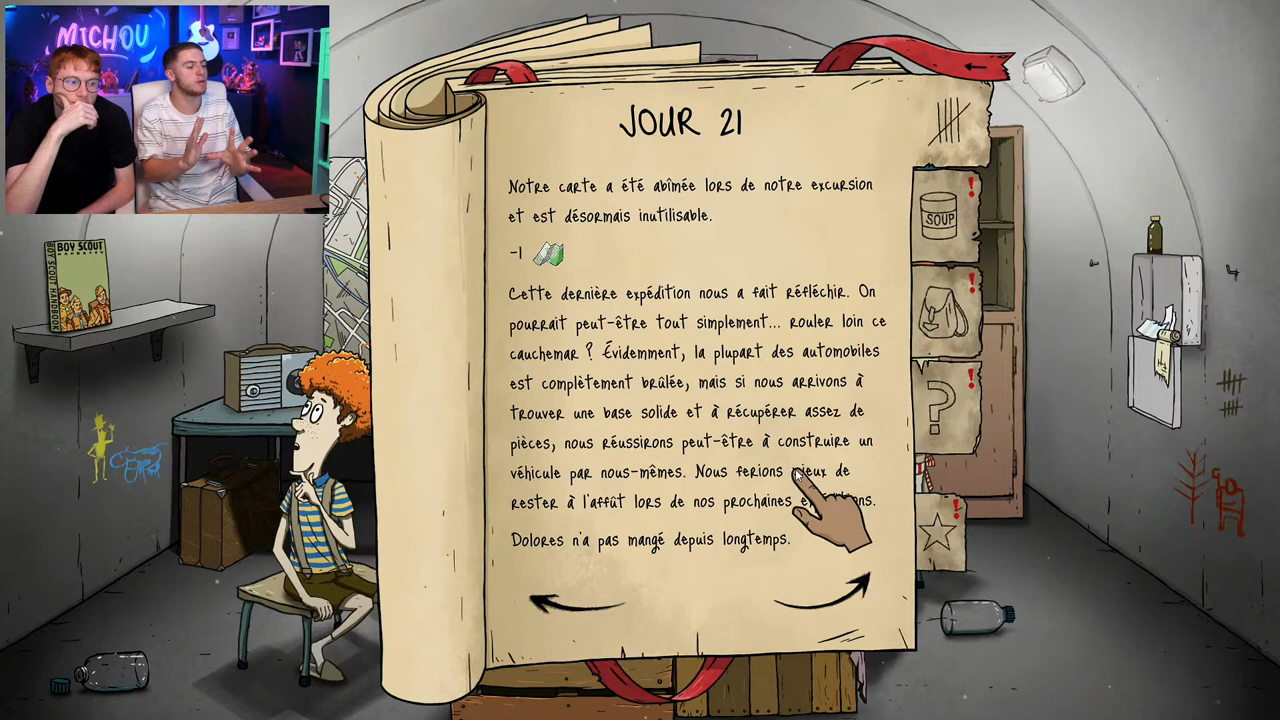 MICHOU
JOUR 21
Notre carte a été abîmée lors de notre excursion
et est désormais inutilisable.
-1
Cette dernière expédition nous a fait réfléchir. On
pourrait peut-être tout simplement... rouler loin ce
cauchemar ? Évidemment, la plupart des automobiles
est complètement brûlée, mais si nous arrivons à
trouver une base solide et à récupérer assez de
pièces, nous réussirons peut-être à construire un
véhicule par nous-mêmes. Nous ferions mieux de
rester à l'affût lors de nos prochaines
Dolores n'a pas mangé depuis longtemps.
SOUP
!
!
?
!
!
BOY SCOUT
HANDBOOK
BOY SCOUT HANDBOOK